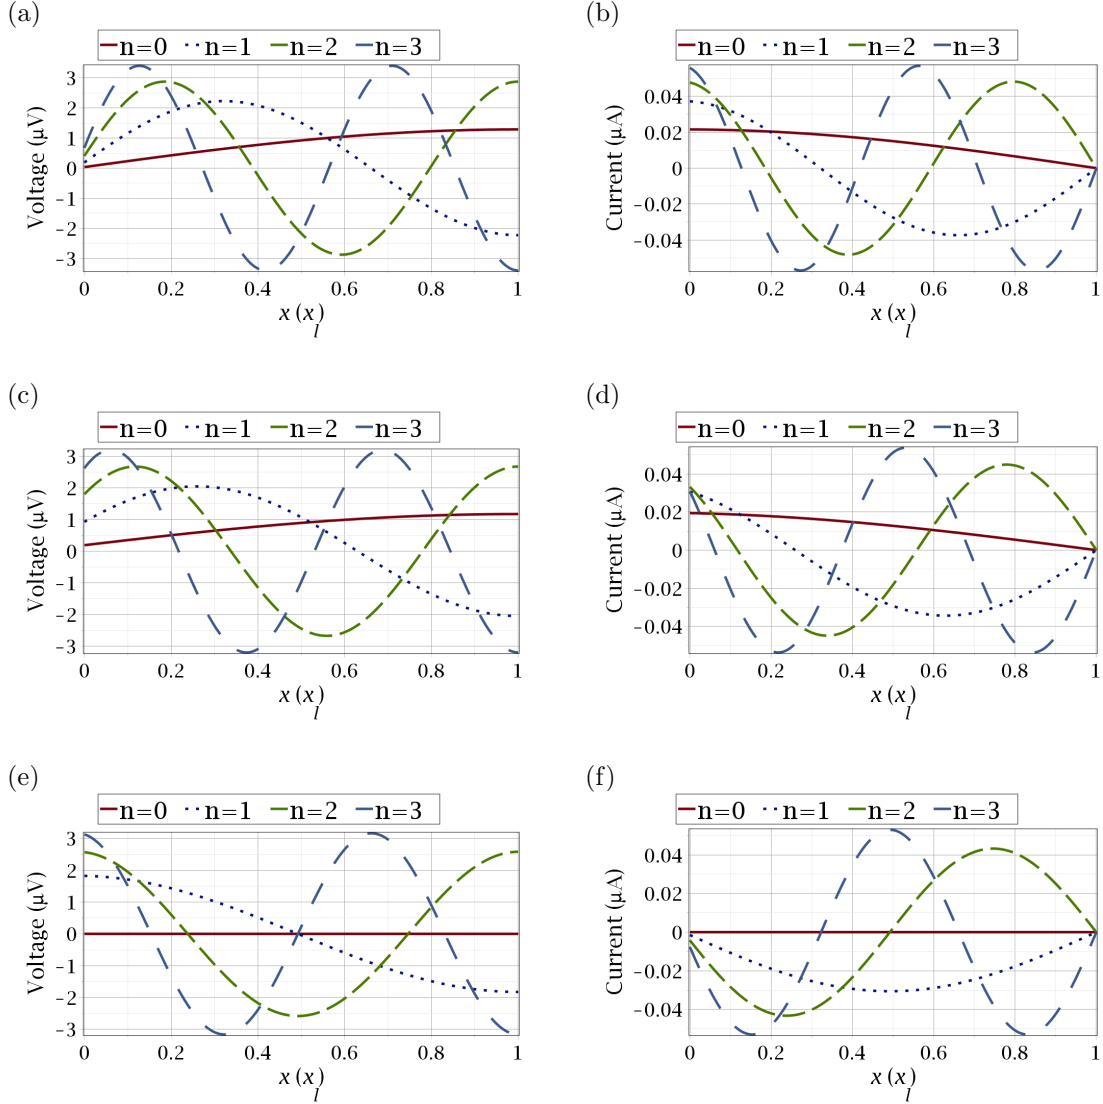 (a)
n=0 n=1 n=2 n=3
Voltage (µV)
3
2
1
0
-1
-2
-3
0 0.2 0.4 0.6 0.8 1
x (x_l)
(b)
n=0 n=1 n=2 n=3
Current (µA)
0.04
0.02
0
-0.02
-0.04
0 0.2 0.4 0.6 0.8 1
x (x_l)
(c)
n=0 n=1 n=2 n=3
Voltage (µV)
3
2
1
0
-1
-2
-3
0 0.2 0.4 0.6 0.8 1
x (x_l)
(d)
n=0 n=1 n=2 n=3
Current (µA)
0.04
0.02
0
-0.02
-0.04
0 0.2 0.4 0.6 0.8 1
x (x_l)
(e)
n=0 n=1 n=2 n=3
Voltage (µV)
3
2
1
0
-1
-2
-3
0 0.2 0.4 0.6 0.8 1
x (x_l)
(f)
n=0 n=1 n=2 n=3
Current (µA)
0.04
0.02
0
-0.02
-0.04
0 0.2 0.4 0.6 0.8 1
x (x_l)